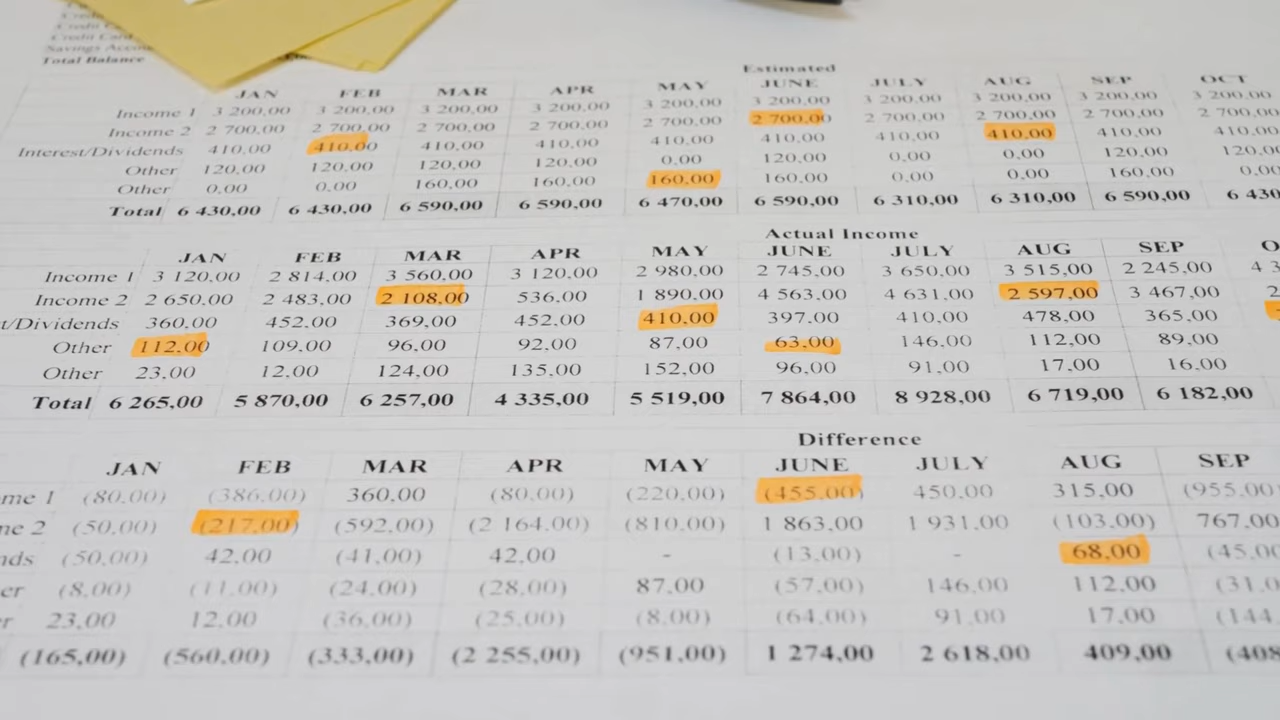 Credit Card
Savings
Total Balance
Estimated
JAN FEB MAR APR MAY JUNE JULY AUG SEP OCT
Income 1 3 200,00 3 200,00 3 200,00 3 200,00 3 200,00 3 200,00 3 200,00 3 200,00 3 200,00 3 200,00
Income 2 2 700,00 2 700,00 2 700,00 2 700,00 2 700,00 2 700,00 2 700,00 2 700,00 2 700,00 2 700,00
Interest/Dividends 410,00 410,00 410,00 410,00 410,00 410,00 410,00 410,00 410,00 410,00
Other 120,00 120,00 120,00 120,00 0,00 120,00 0,00 0,00 120,00 120,0
Other 0,00 0,00 160,00 160,00 160,00 160,00 0,00 0,00 160,00 0,00
Total 6 430,00 6 430,00 6 590,00 6 590,00 6 470,00 6 590,00 6 310,00 6 310,00 6 590,00 6 430
Actual Income
JAN FEB MAR APR MAY JUNE JULY AUG SEP O
Income 1 3 120,00 2 814,00 3 560,00 3 120,00 2 980,00 2 745,00 3 650,00 3 515,00 2 245,00 4 3
Income 2 2 650,00 2 483,00 2 108,00 536,00 1 890,00 4 563,00 4 631,00 2 597,00 3 467,00 2
t/Dividends 360,00 452,00 369,00 452,00 410,00 397,00 410,00 478,00 365,00
Other 112,00 109,00 96,00 92,00 87,00 63,00 146,00 112,00 89,00
Other 23,00 12,00 124,00 135,00 152,00 96,00 91,00 17,00 16,00
Total 6 265,00 5 870,00 6 257,00 4 335,00 5 519,00 7 864,00 8 928,00 6 719,00 6 182,00
Difference
JAN FEB MAR APR MAY JUNE JULY AUG SEP
me 1 (80,00) (386,00) 360,00 (80,00) (220,00) (455,00) 450,00 315,00 (955,00)
ne 2 (50,00) (217,00) (592,00) (2 164,00) (810,00) 1 863,00 1 931,00 (103,00) 767,00
nds (50,00) 42,00 (41,00) 42,00 - (13,00) - 68,00 (45,00
er (8,00) (11,00) (24,00) (28,00) 87,00 (57,00) 146,00 112,00 (31,0
r 23,00 12,00 (36,00) (25,00) (8,00) (64,00) 91,00 17,00 (144,
(165,00) (560,00) (333,00) (2 255,00) (951,00) 1 274,00 2 618,00 409,00 (408